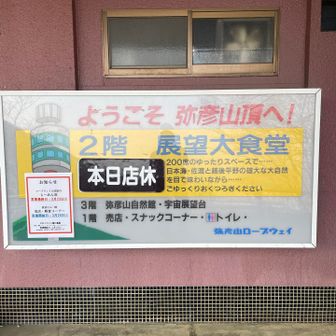 ようこそ 弥彦山頂へ!
2階 展望大食堂
本日店休
200席のゆったりスペースで……
日本海・佐渡と越後平野の雄大な大自然
を目で味わいながら……
ごゆっくりおくつろぎください
お知らせ
3階 弥彦山自然館・宇宙展望台
1階 売店・スナックコーナー・トイレ・
弥彦山ロープウェイ